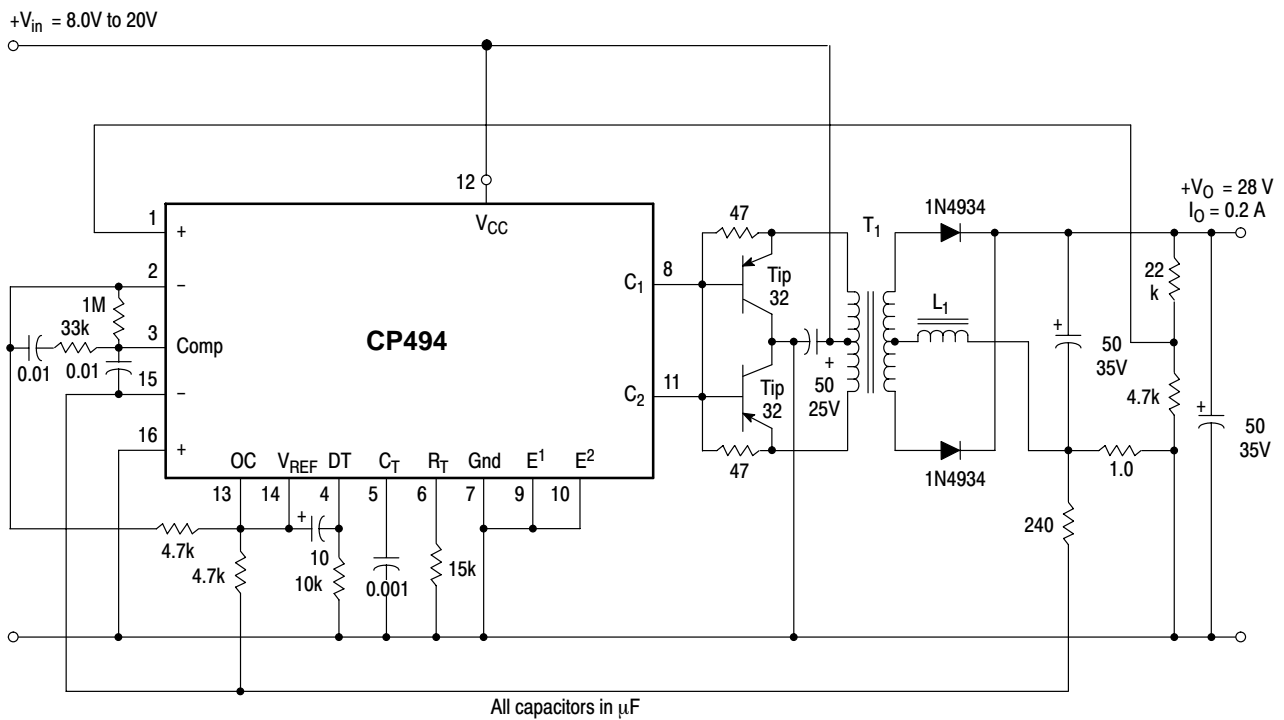 +Vin = 8.0V to 20V
12
VCC
+VO = 28 V
IO = 0.2 A
1N4934
47
T1
1
+
2
−
1M
33k
3
Comp
0.01
0.01
15
−
16
+
CP494
C1
8
C2
11
Tip
32
Tip
32
47
+
50
25V
L1
22
k
+
50
35V
4.7k
+
50
35V
1N4934
1.0
240
OC
VREF
DT
CT
RT
Gnd
E1
E2
13
14
4
5
6
7
9
10
4.7k
4.7k
+
10
10k
0.001
15k
All capacitors in μF